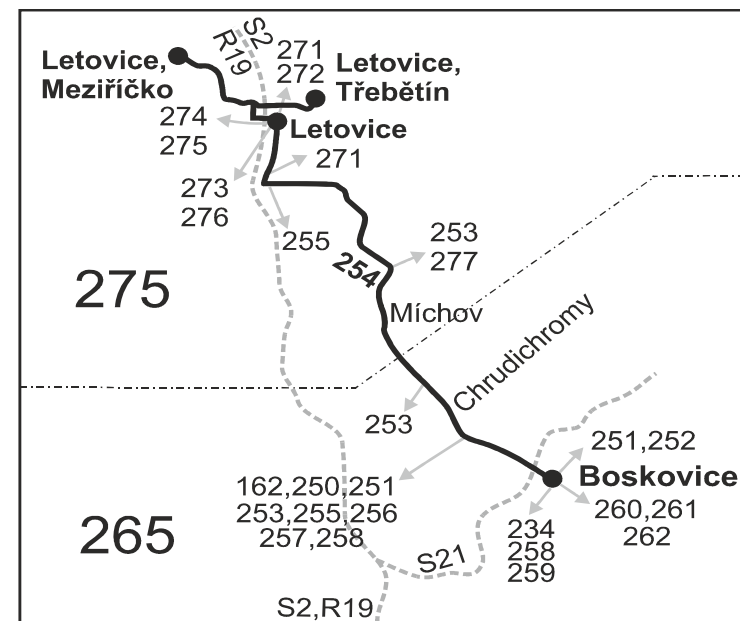 S2
R19
271
272
Letovice,
Meziříčko
Letovice,
Třebětín
274
275
Letovice
271
273
276
255
253
277
254
275
Míchov
Chrudichromy
253
251,252
Boskovice
162,250,251
253,255,256
257,258
260,261
262
234
258
259
265
S21
S2,R19